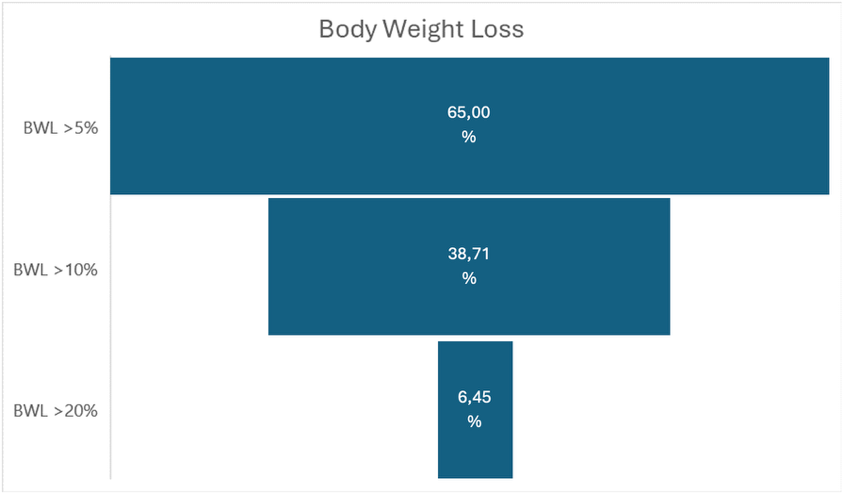 Body Weight Loss
BWL >5%
65,00
%
BWL >10%
38,71
%
BWL >20%
6,45
%